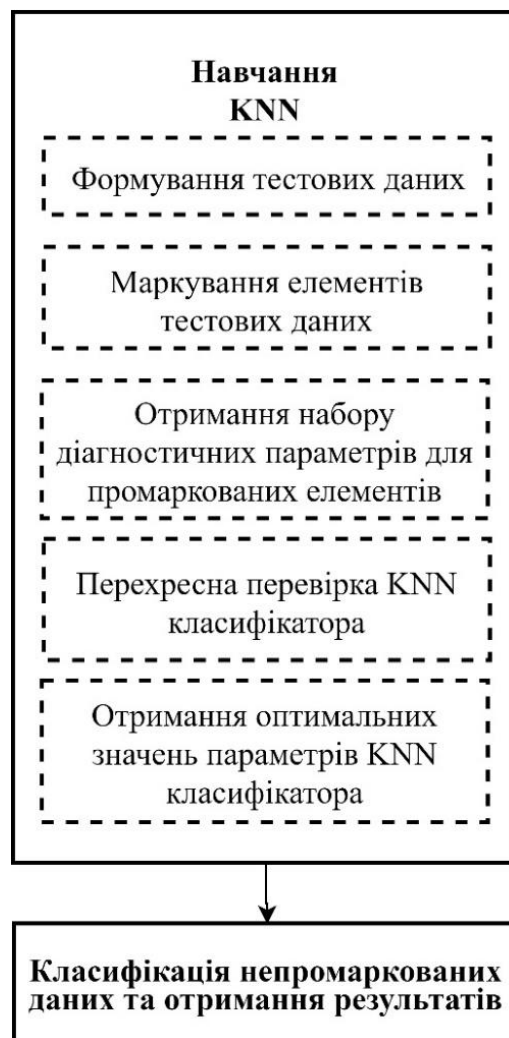 Навчання
KNN
Формування тестових даних
Маркування елементів
тестових даних
Отримання набору
діагностичних параметрів для
промаркованих елементів
Перехресна перевірка KNN
класифікатора
Отримання оптимальних
значень параметрів KNN
класифікатора
Класифікація непромаркованих
даних та отримання результатів